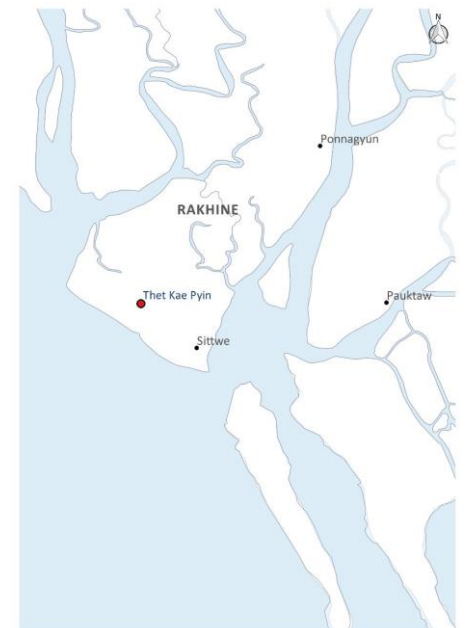 N
Ponnagyun
RAKHINE
Thet Kae Pyin
Pauktaw
Sittwe